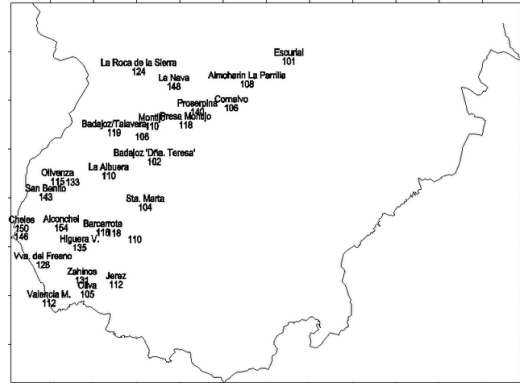 Escurial
101
La Roca de la Sierra
124
La Nava
148
Almoharin La Parrilla
108
Proserpina
140
Cornalvo
106
Montijo
110
Presa Montijo
118
Badajoz/Talavera
119
106
Badajoz 'Dña. Teresa'
102
La Albuera
110
Olivenza
115 133
San Benito
143
Sta. Marta
104
Cheles
150
146
Alconchel
154
Barcarrota
116 118
110
Higuera V.
135
Vva. del Fresno
128
Zahinos
131
Oliva
105
Jerez
112
Valencia M.
112